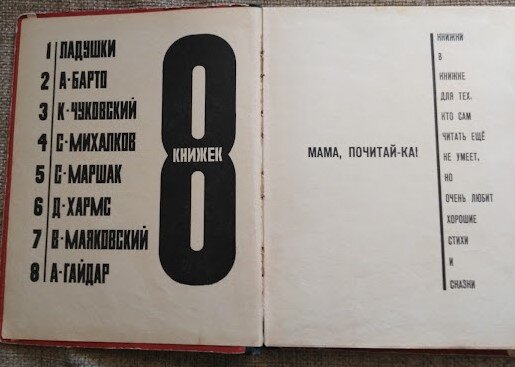 1 ЛАДУШКИ
2 А·БАРТО
3 К·ЧУКОВСКИЙ
4 С·МИХАЛКОВ
5 С·МАРШАК
6 Д·ХАРМС
7 В·МАЯКОВСКИЙ
8 А·ГАЙДАР
8
КНИЖЕК
МАМА, ПОЧИТАЙ-КА!
КНИЖКИ
В
КНИЖКЕ
ДЛЯ ТЕХ,
КТО САМ
ЧИТАТЬ ЕЩЁ
НЕ УМЕЕТ,
НО
ОЧЕНЬ ЛЮБИТ
ХОРОШИЕ
СТИХИ
И
СКАЗКИ